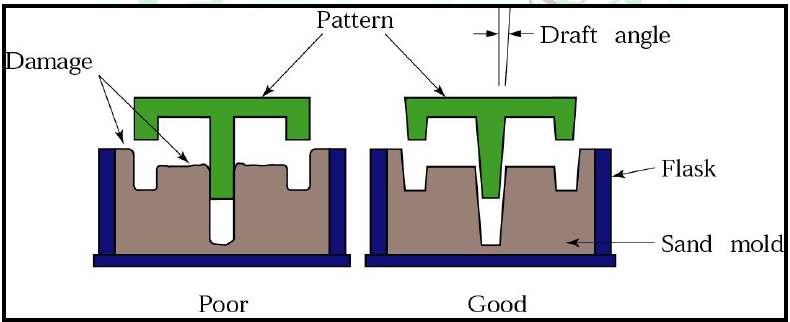 Pattern
Draft angle
Damage
Flask
Sand mold
Poor
Good